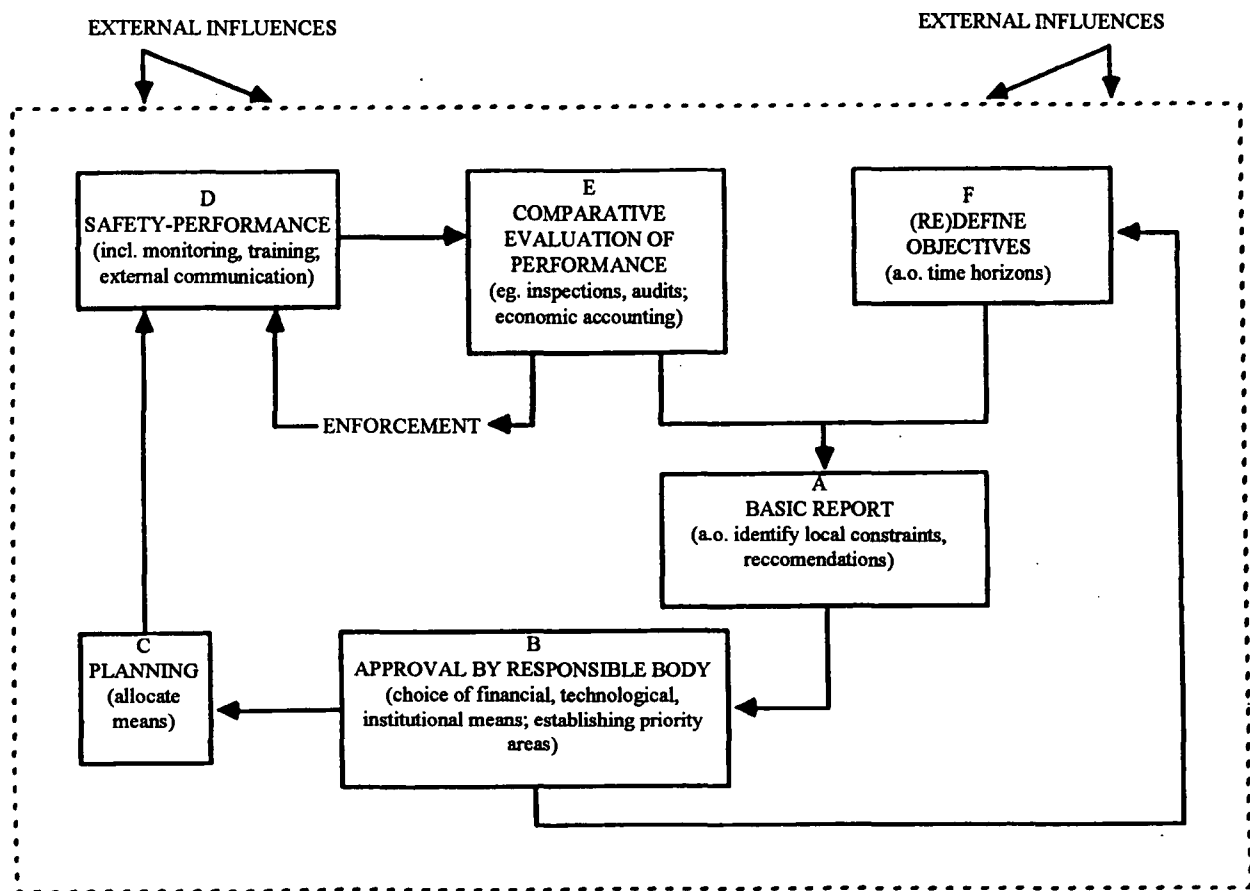 EXTERNAL INFLUENCES
EXTERNAL INFLUENCES
D
SAFETY-PERFORMANCE
(incl. monitoring, training;
external communication)
E
COMPARATIVE
EVALUATION OF
PERFORMANCE
(eg. inspections, audits;
economic accounting)
F
(RE)DEFINE
OBJECTIVES
(a.o. time horizons)
ENFORCEMENT
A
BASIC REPORT
(a.o. identify local constraints,
reccomendations)
B
APPROVAL BY RESPONSIBLE BODY
(choice of financial, technological,
institutional means; establishing priority
areas)
C
PLANNING
(allocate
means)